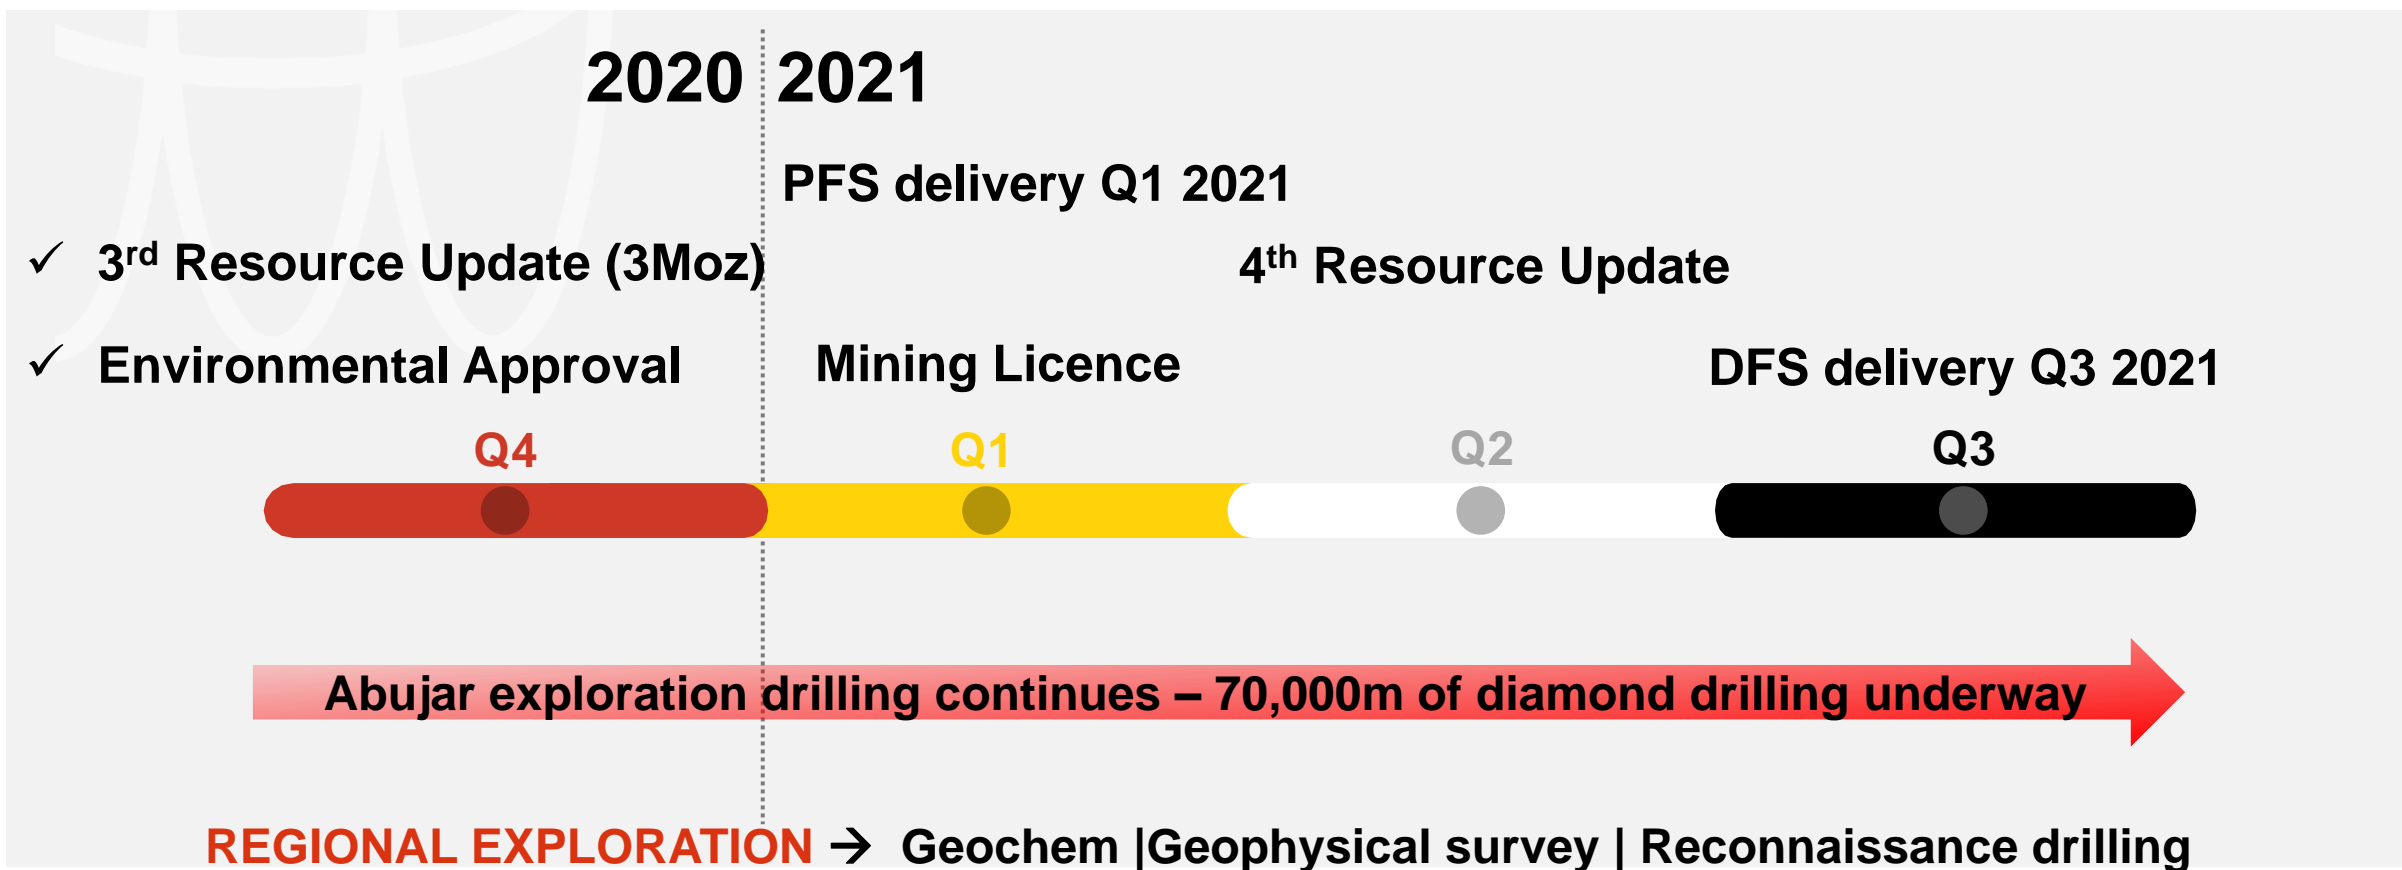 2020 2021
PFS delivery Q1 2021
✓ 3rd Resource Update (3Moz)
4th Resource Update
✓ Environmental Approval
Mining Licence
DFS delivery Q3 2021
Q4 Q1 Q2 Q3
Abujar exploration drilling continues – 70,000m of diamond drilling underway
REGIONAL EXPLORATION → Geochem |Geophysical survey | Reconnaissance drilling